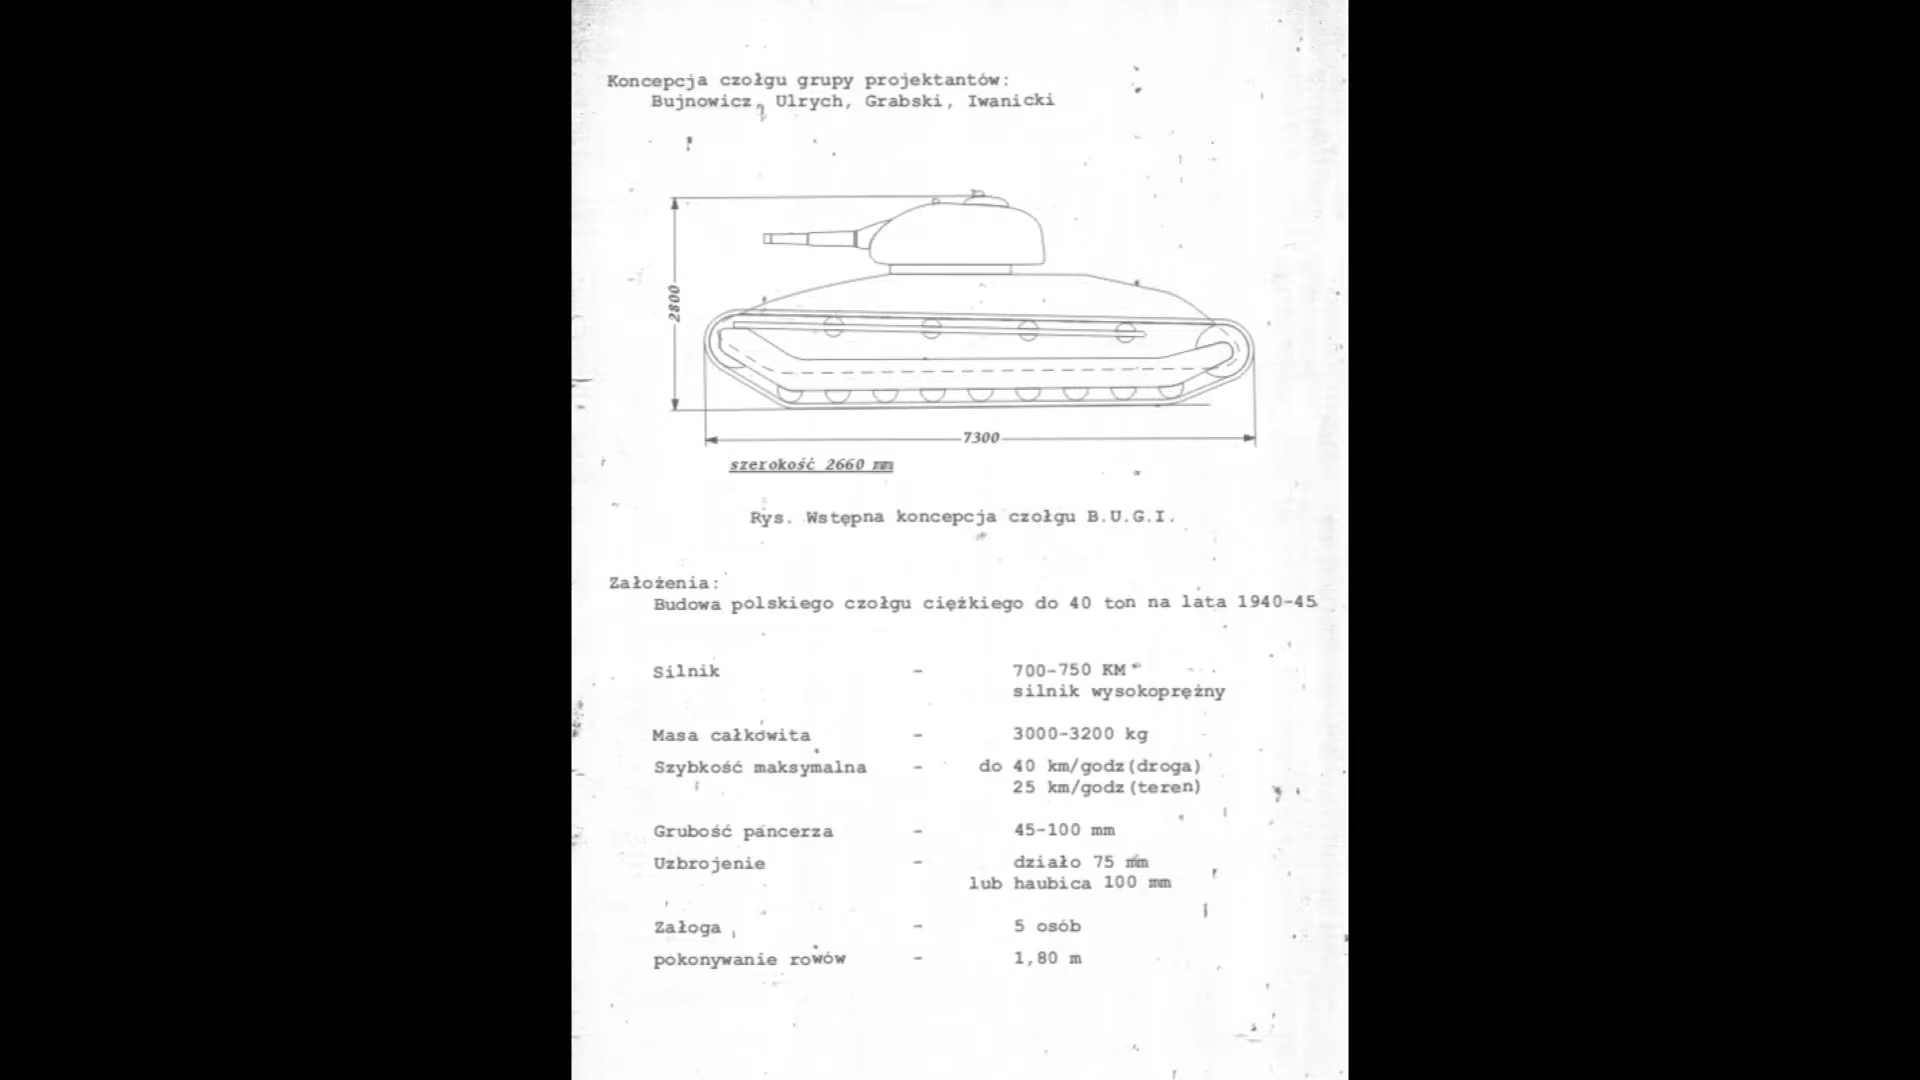 Koncepcja czołgu grupy projektantów:
Bujnowicz, Ulrych, Grabski, Iwanicki
2800
7300
szerokość 2660 mm
Rys. Wstępna koncepcja czołgu B.U.G.I.
Założenia:
Budowa polskiego czołgu ciężkiego do 40 ton na lata 1940-45
Silnik - 700-750 KM
silnik wysokoprężny
Masa całkowita - 3000-3200 kg
Szybkość maksymalna - do 40 km/godz(droga)
25 km/godz(teren)
Grubość pancerza - 45-100 mm
Uzbrojenie - działo 75 mm
lub haubica 100 mm
Załoga - 5 osób
pokonywanie rowów - 1,80 m